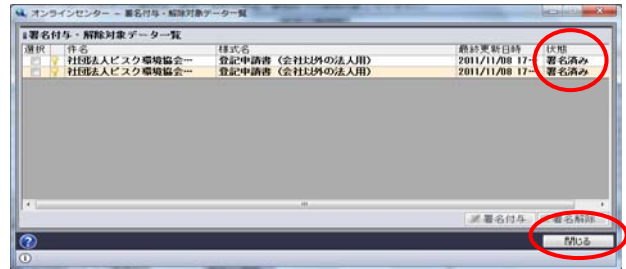 オンラインセンター － 署名付与・解除対象データ一覧
署名付与・解除対象データ一覧
選択 件名 様式名 最終更新日時 状態
社団法人ビスク環境協会… 登記申請書（会社以外の法人用） 2011/11/08 17… 署名済み
社団法人ビスク環境協会… 登記申請書（会社以外の法人用） 2011/11/08 17… 署名済み
署名付与 署名解除
閉じる